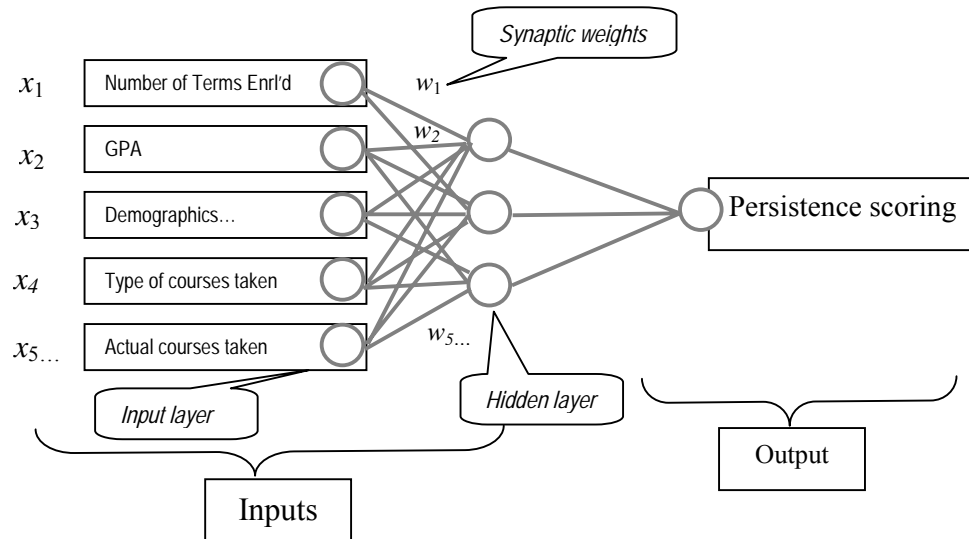 Synaptic weights
x1 Number of Terms Enrl'd w1
x2 GPA w2
x3 Demographics... Persistence scoring
x4 Type of courses taken
x5... Actual courses taken w5...
Input layer Hidden layer
Output
Inputs